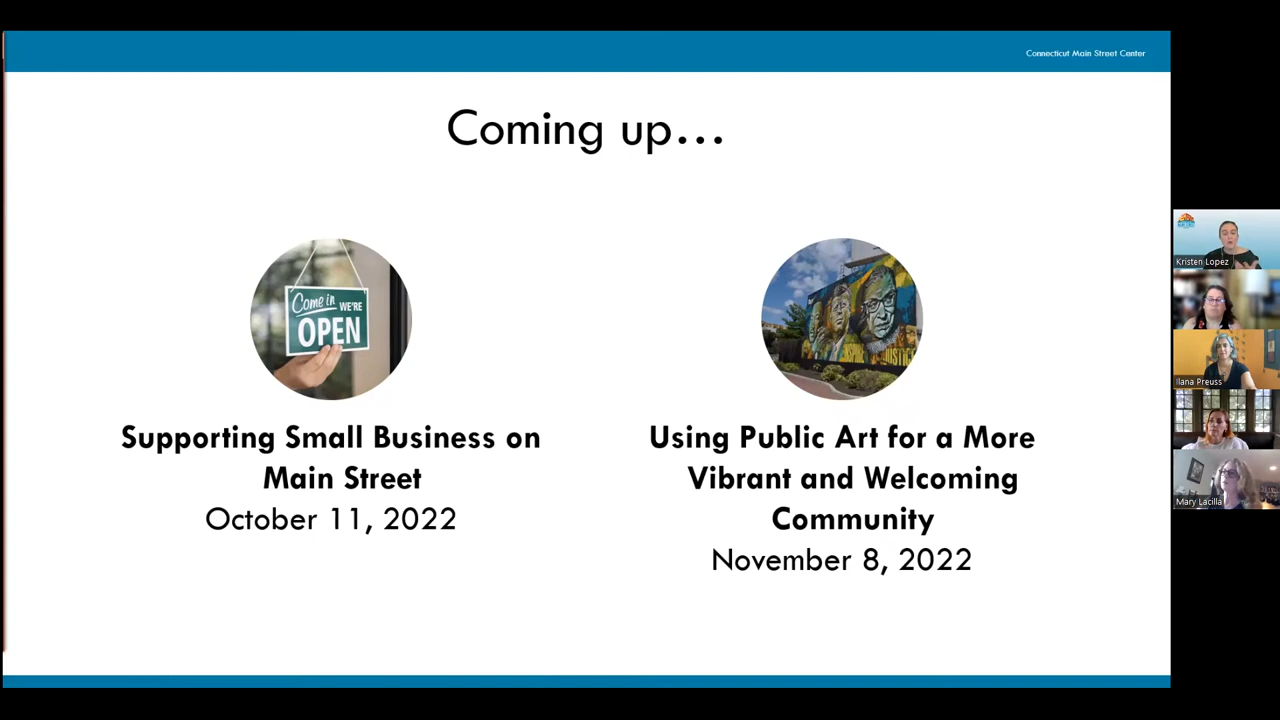 Connecticut Main Street Center
Coming up...
Come in WE'RE
OPEN
INSPIRE
JUSTICE
Supporting Small Business on
Main Street
October 11, 2022
Using Public Art for a More
Vibrant and Welcoming
Community
November 8, 2022
Kristen Lopez
Ilana Preuss
Mary Lacilla